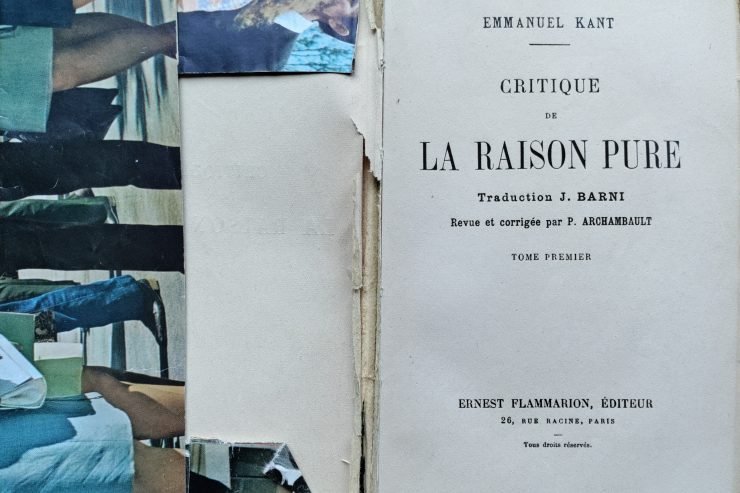 EMMANUEL KANT
CRITIQUE
DE
LA RAISON PURE
Traduction J. BARNI
Revue et corrigée par P. ARCHAMBAULT
TOME PREMIER
ERNEST FLAMMARION, ÉDITEUR
26, RUE RACINE, PARIS
Tous droits réservés.